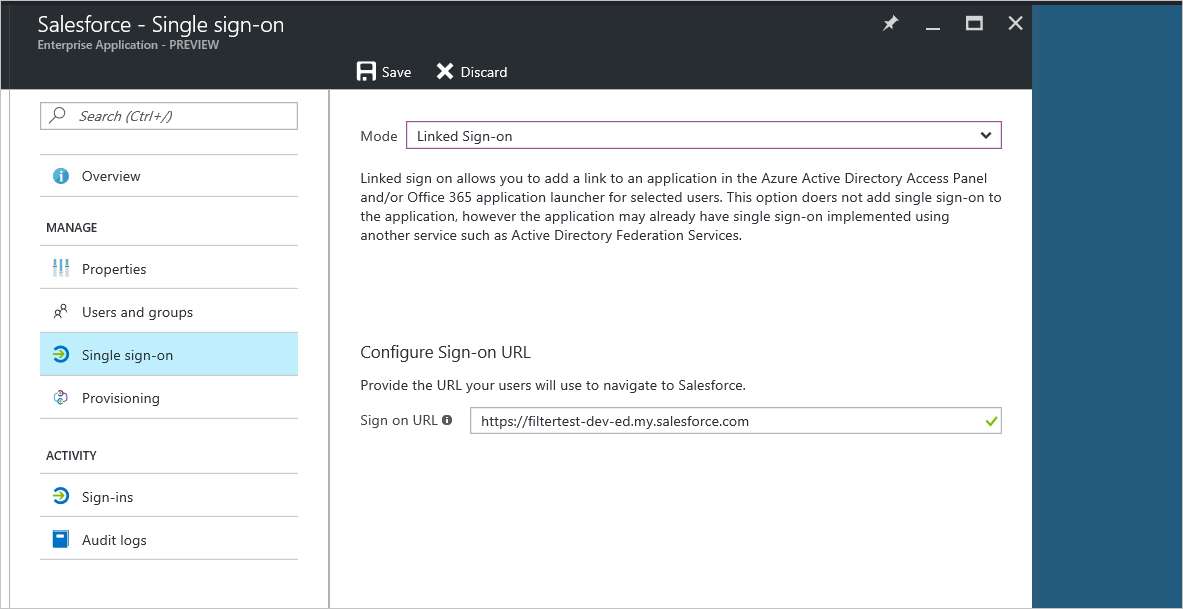 Salesforce - Single sign-on
Enterprise Application - PREVIEW
Save
Discard
Search (Ctrl+/)
Overview
MANAGE
Properties
Users and groups
Single sign-on
Provisioning
ACTIVITY
Sign-ins
Audit logs
Mode
Linked Sign-on
Linked sign on allows you to add a link to an application in the Azure Active Directory Access Panel
and/or Office 365 application launcher for selected users. This option doers not add single sign-on to
the application, however the application may already have single sign-on implemented using
another service such as Active Directory Federation Services.
Configure Sign-on URL
Provide the URL your users will use to navigate to Salesforce.
Sign on URL
https://filtertest-dev-ed.my.salesforce.com